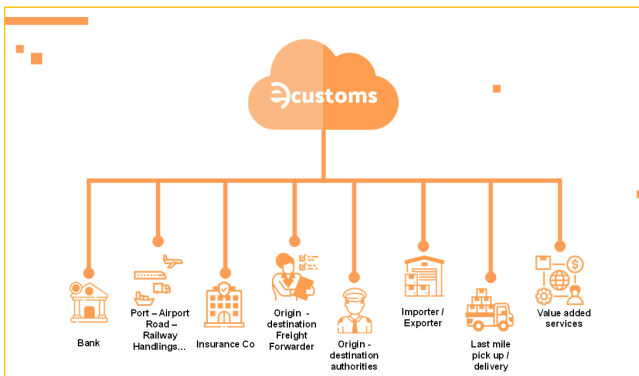 ecustoms
Bank
Port – Airport
Road –
Railway
Handlings...
Insurance Co
Origin -
destination
Freight
Forwarder
Origin -
destination
authorities
Importer /
Exporter
Last mile
pick up /
delivery
Value added
services
$